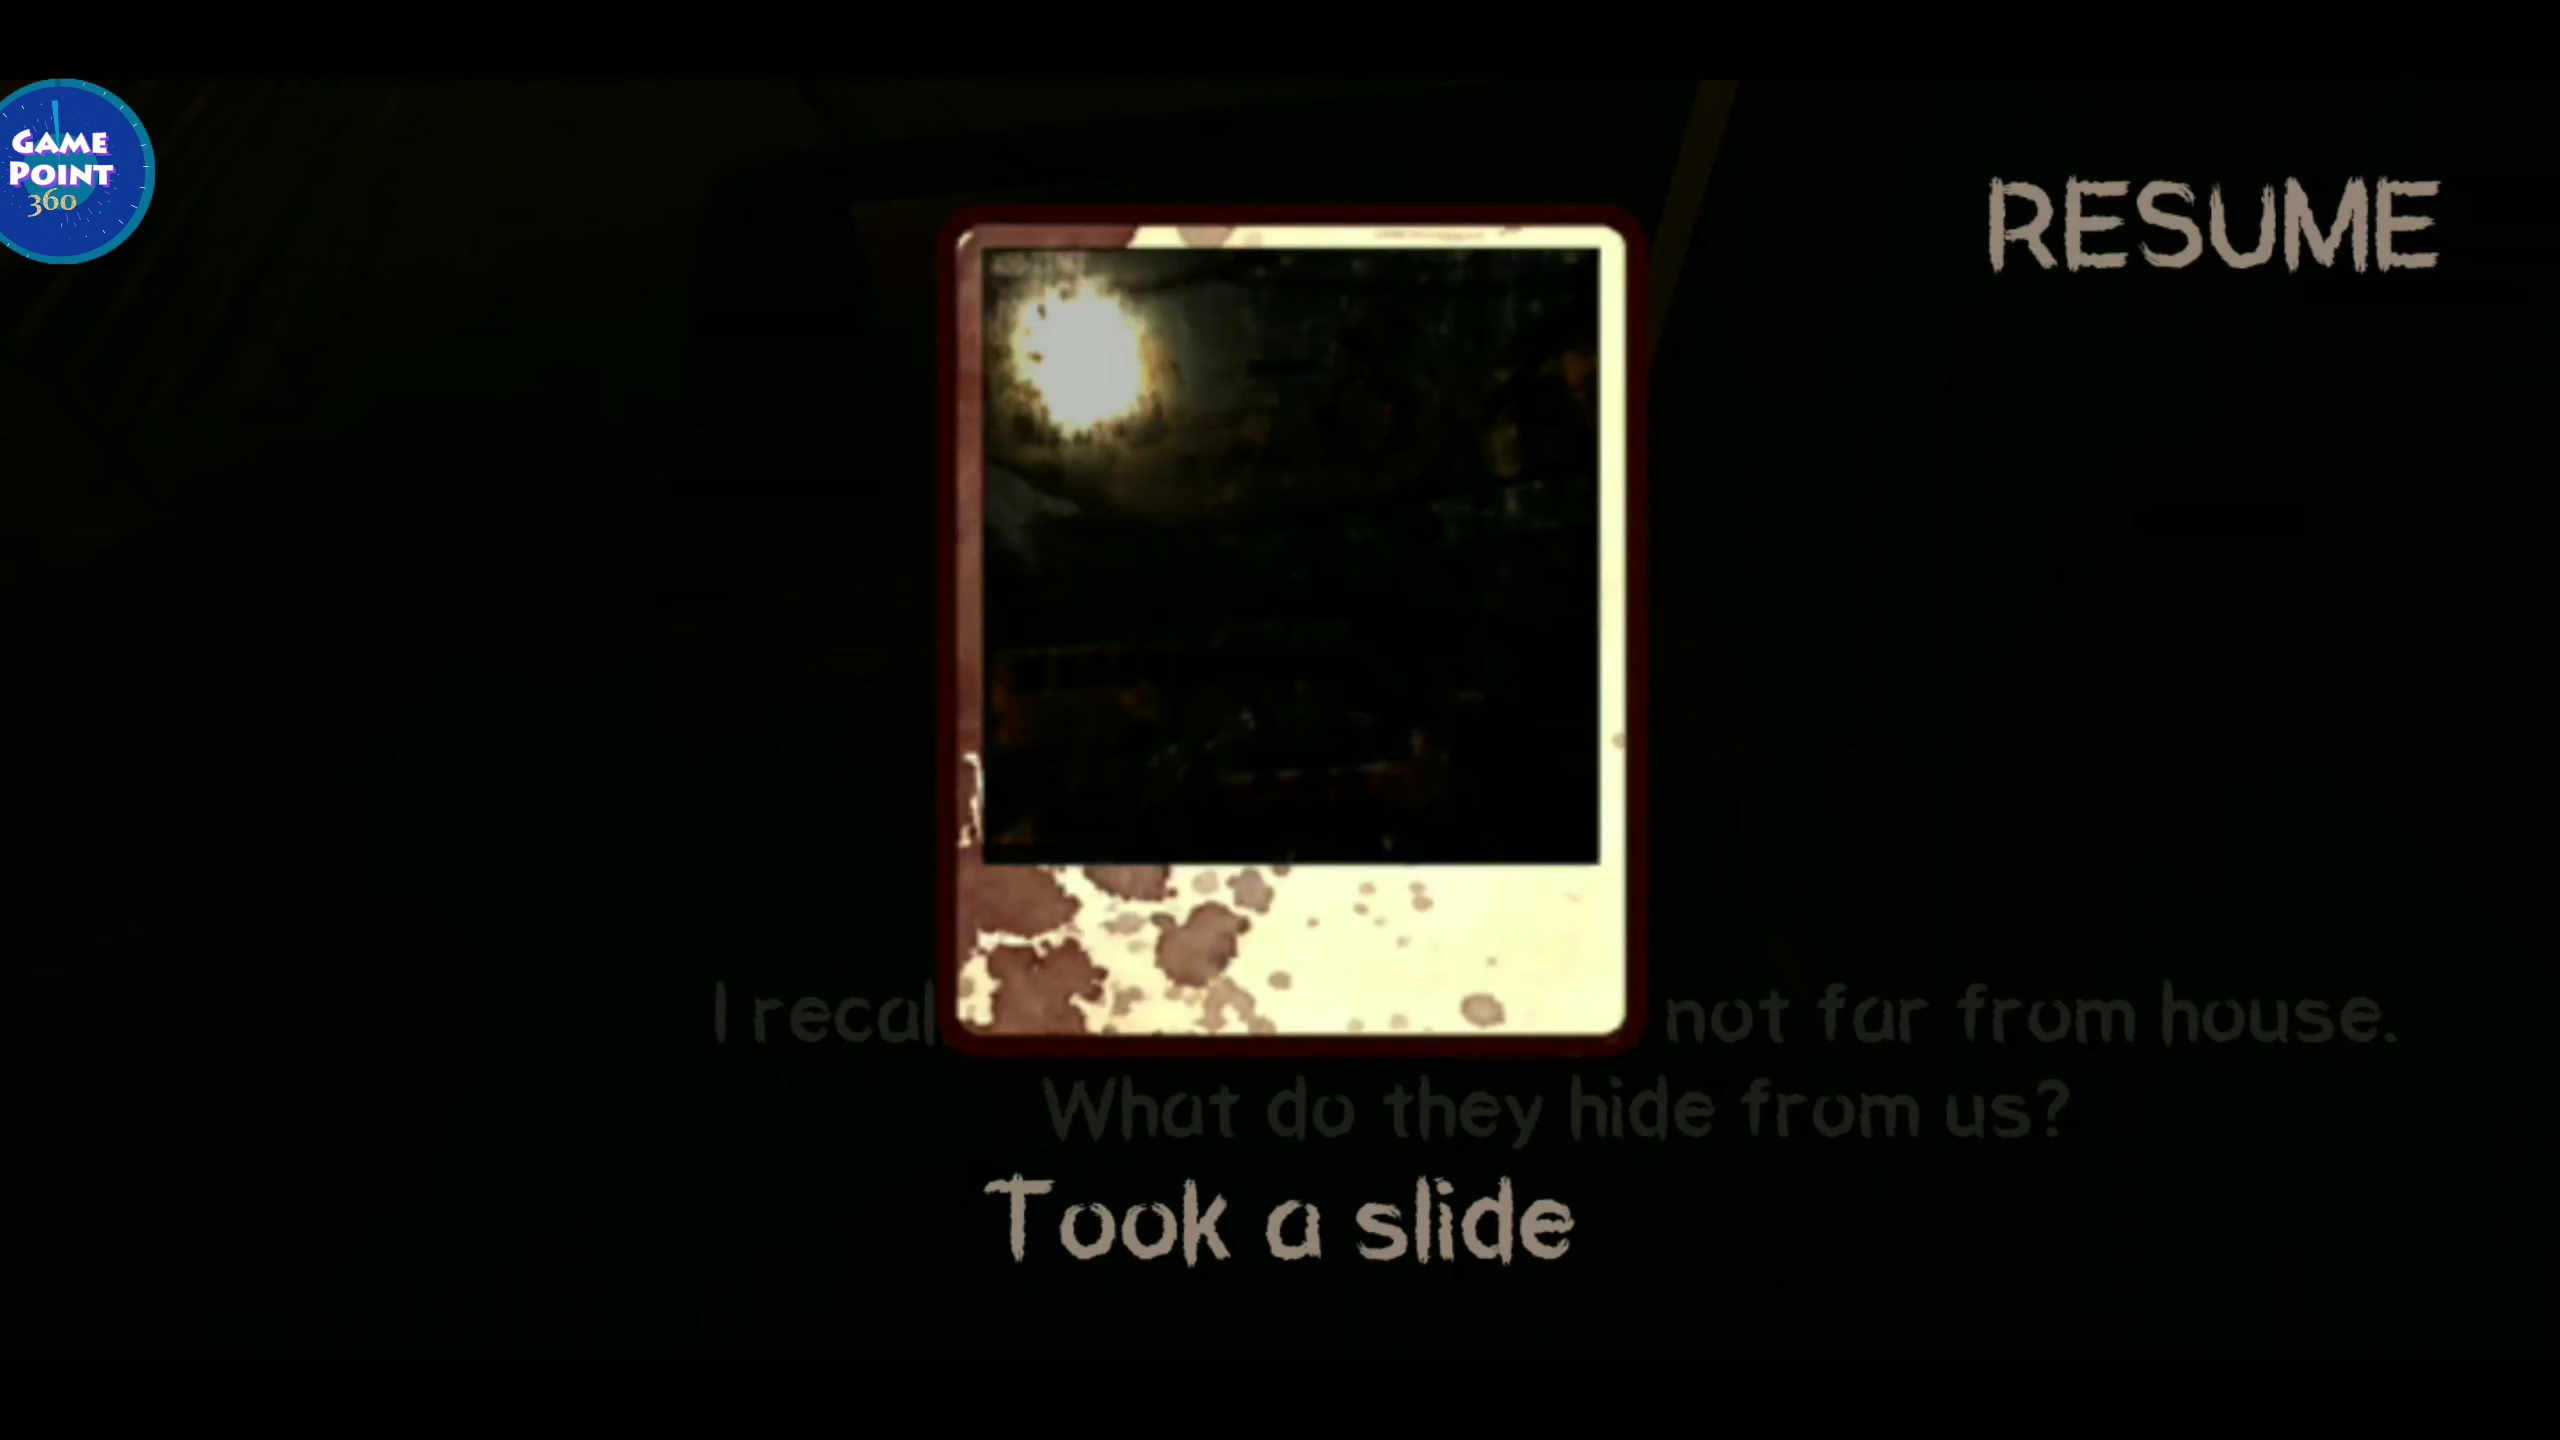 GAME
POINT
360
RESUME
I recal not far from house.
What do they hide from us?
Took a slide